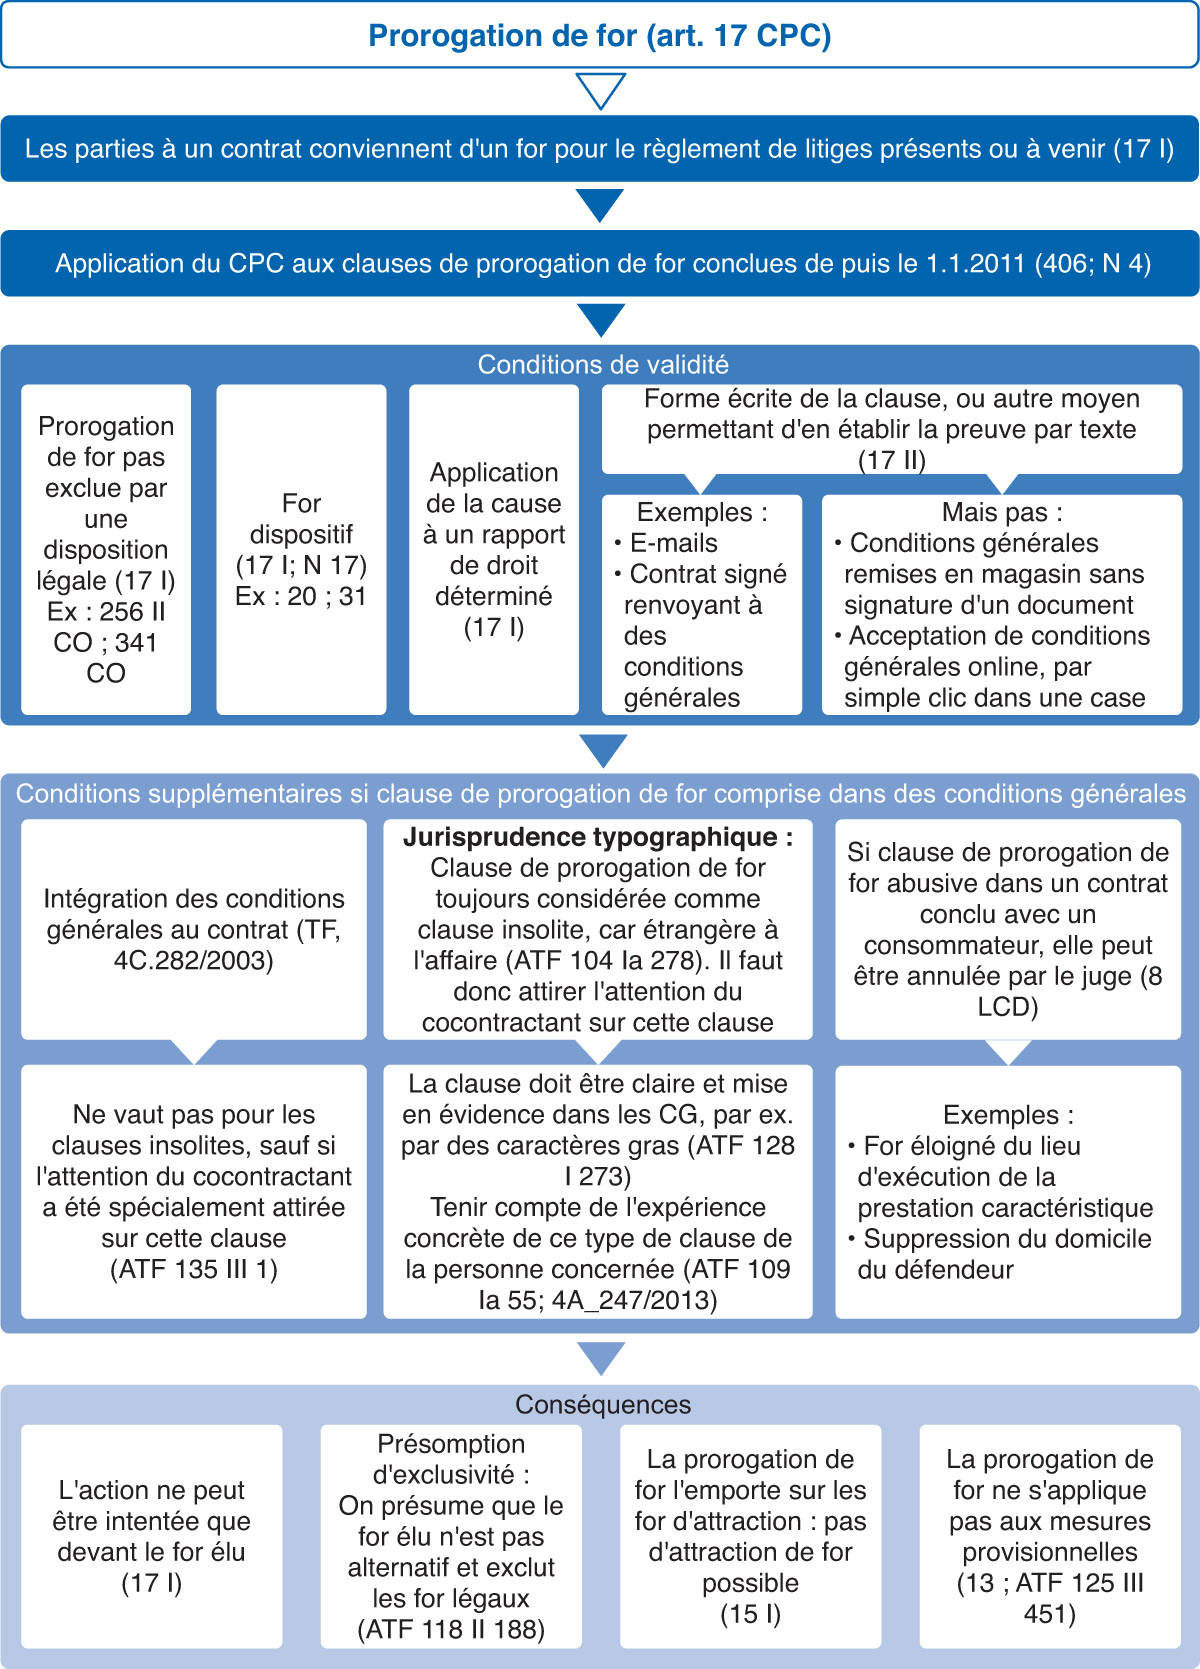 Prorogation de for (art. 17 CPC)
Les parties à un contrat conviennent d'un for pour le règlement de litiges présents ou à venir (17 I)
Application du CPC aux clauses de prorogation de for conclues de puis le 1.1.2011 (406; N 4)
Conditions de validité
Prorogation
de for pas
exclue par
une
disposition
légale (17 I)
Ex : 256 II
CO ; 341
CO
For
dispositif
(17 I; N 17)
Ex : 20 ; 31
Application
de la cause
à un rapport
de droit
déterminé
(17 I)
Forme écrite de la clause, ou autre moyen
permettant d'en établir la preuve par texte
(17 II)
Exemples :
• E-mails
• Contrat signé
renvoyant à
des
conditions
générales
Mais pas :
• Conditions générales
remises en magasin sans
signature d'un document
• Acceptation de conditions
générales online, par
simple clic dans une case
Conditions supplémentaires si clause de prorogation de for comprise dans des conditions générales
Intégration des conditions
générales au contrat (TF,
4C.282/2003)
Ne vaut pas pour les
clauses insolites, sauf si
l'attention du cocontractant
a été spécialement attirée
sur cette clause
(ATF 135 III 1)
Jurisprudence typographique :
Clause de prorogation de for
toujours considérée comme
clause insolite, car étrangère à
l'affaire (ATF 104 Ia 278). Il faut
donc attirer l'attention du
cocontractant sur cette clause
La clause doit être claire et mise
en évidence dans les CG, par ex.
par des caractères gras (ATF 128
I 273)
Tenir compte de l'expérience
concrète de ce type de clause de
la personne concernée (ATF 109
Ia 55; 4A_247/2013)
Si clause de prorogation de
for abusive dans un contrat
conclu avec un
consommateur, elle peut
être annulée par le juge (8
LCD)
Exemples :
• For éloigné du lieu
d'exécution de la
prestation caractéristique
• Suppression du domicile
du défendeur
Conséquences
L'action ne peut
être intentée que
devant le for élu
(17 I)
Présomption
d'exclusivité :
On présume que le
for élu n'est pas
alternatif et exclut
les for légaux
(ATF 118 II 188)
La prorogation de
for l'emporte sur les
for d'attraction : pas
d'attraction de for
possible
(15 I)
La prorogation de
for ne s'applique
pas aux mesures
provisionnelles
(13 ; ATF 125 III
451)